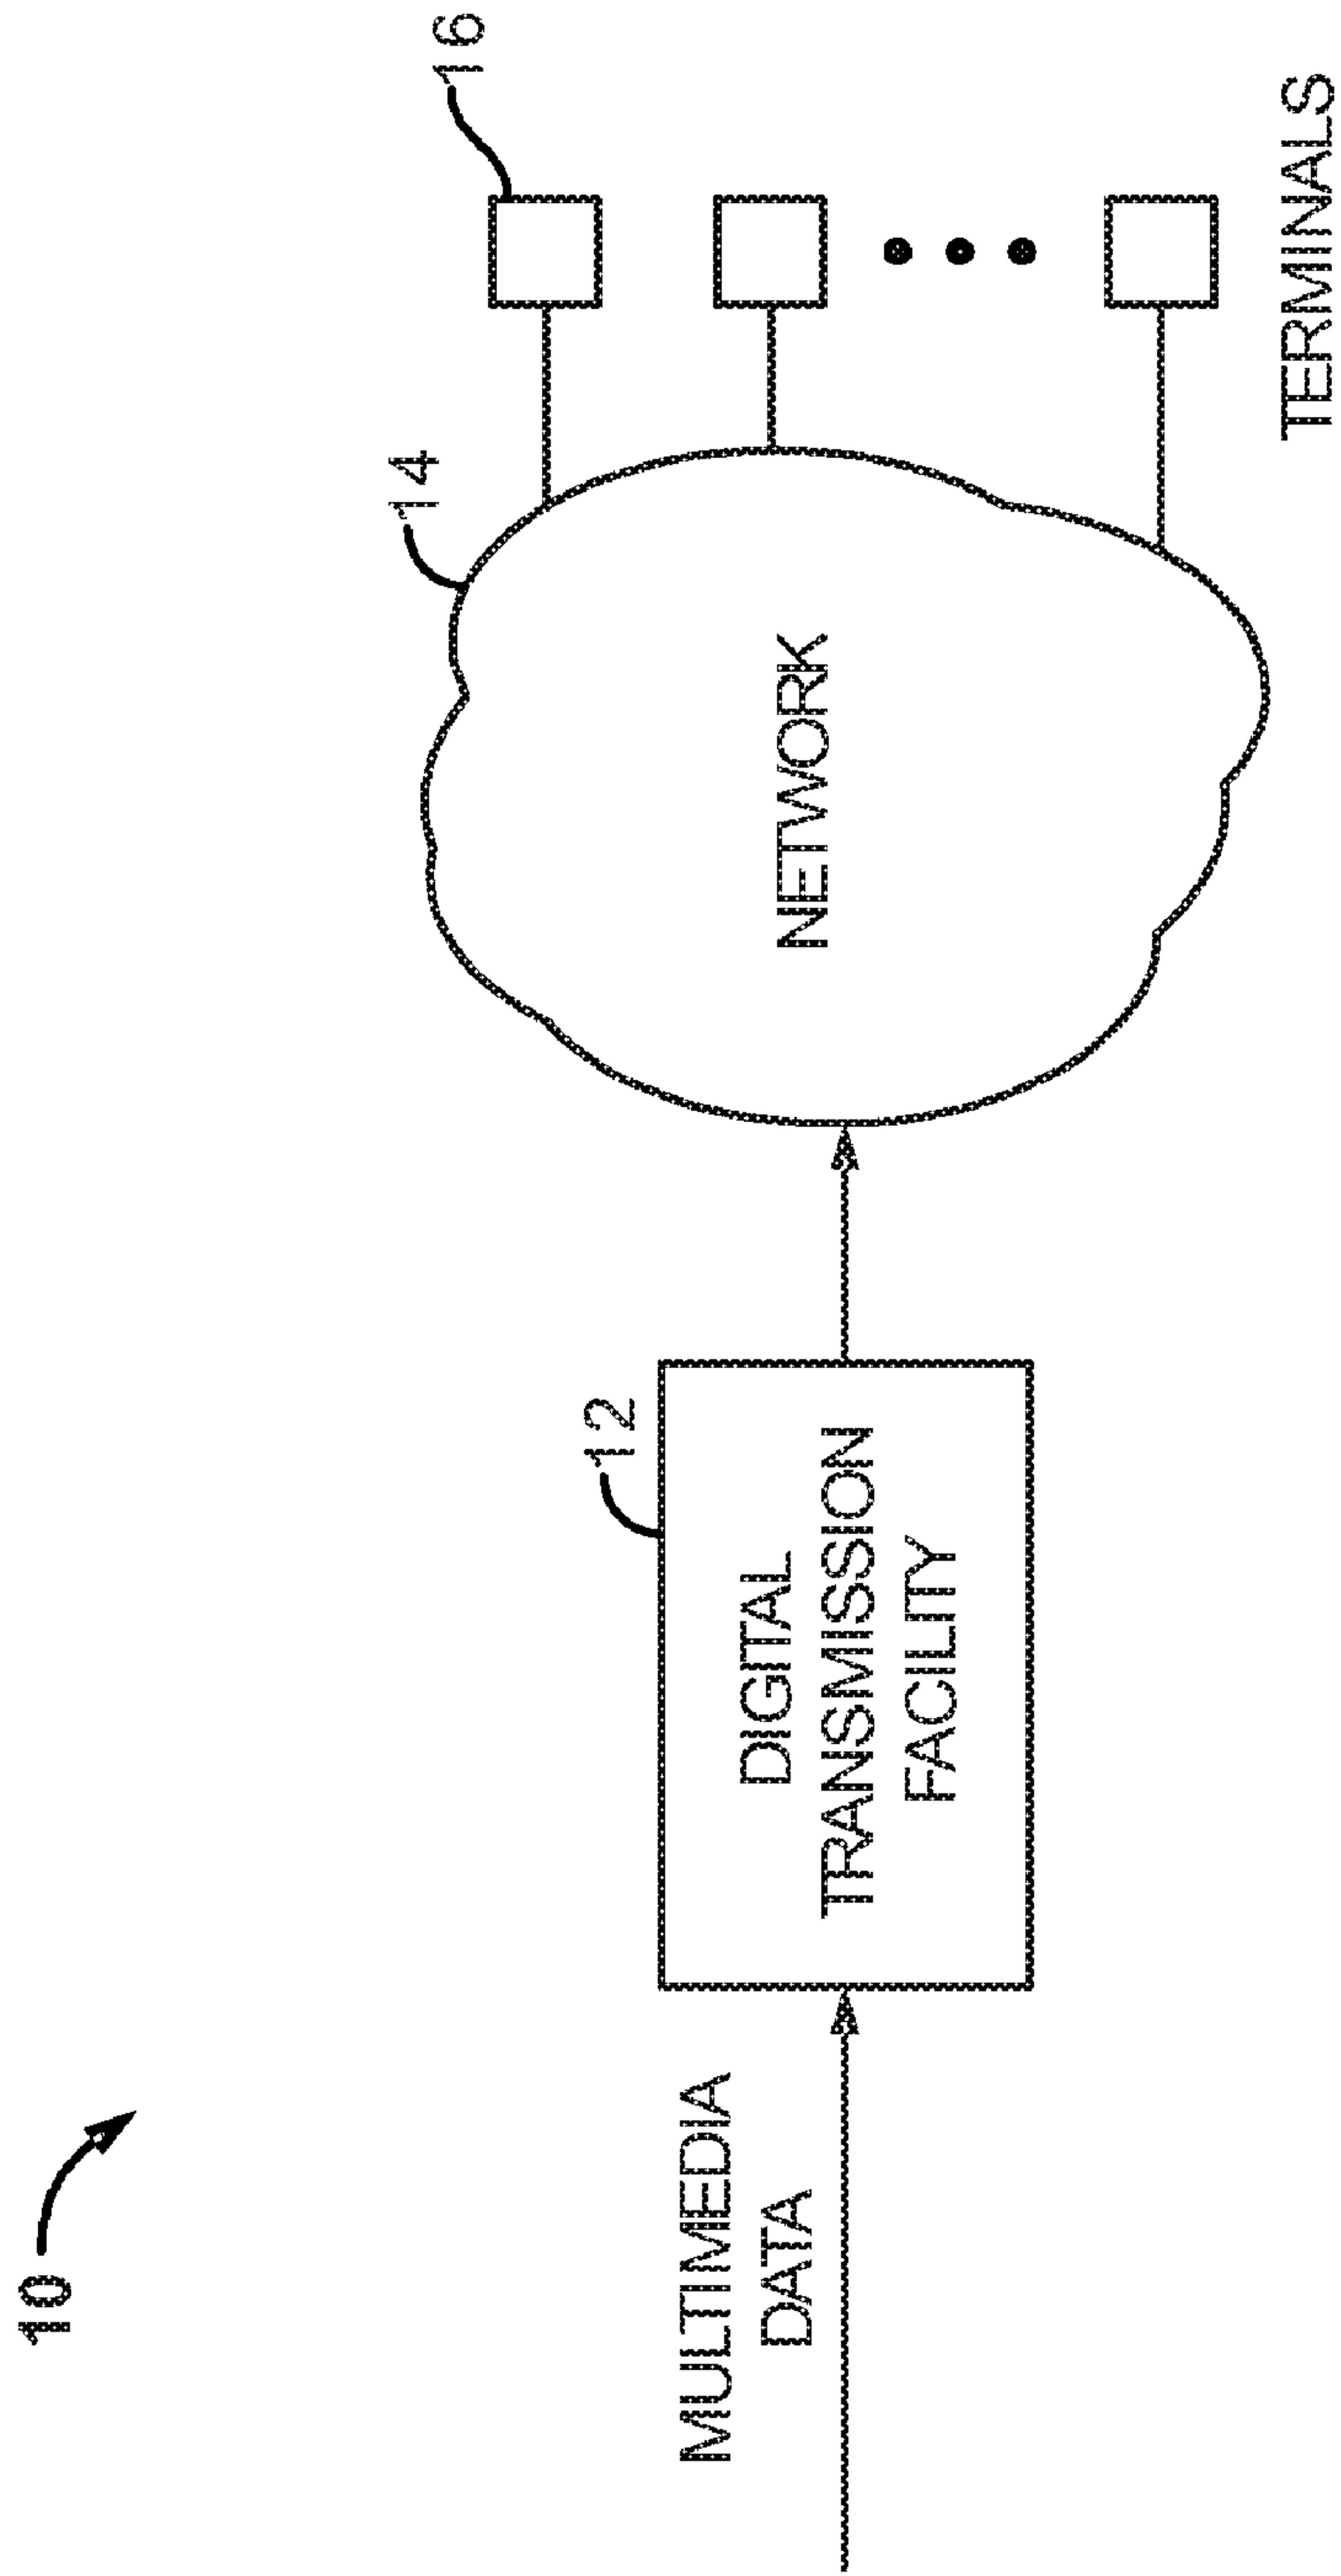 10
MULTIMEDIA
DATA
12
DIGITAL
TRANSMISSION
FACILITY
14
NETWORK
16
TERMINALS